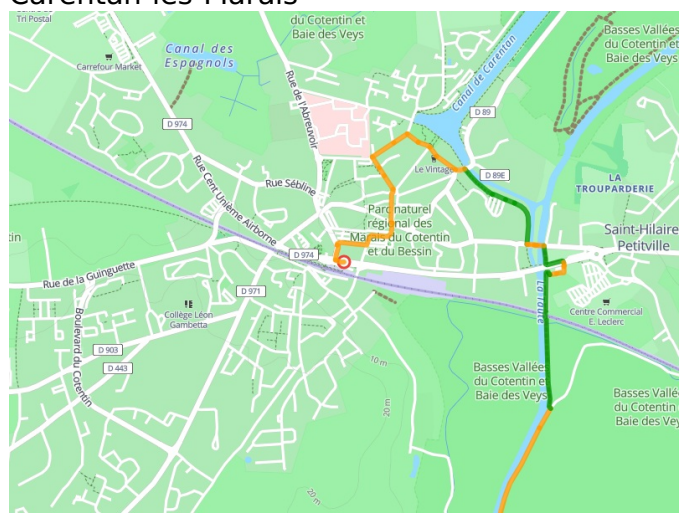 Carentan-les-Marais
Tri Postal
du Cotentin et
Baie des Veys
Basses Vallées
du Cotentin et
Baie des Veys
Canal des
Espagnols
Carrefour Market
Canal de Carentan
Rue de l'Abreuvoir
D 974
D 89
Le Vintage
D 89E
LA
TROUPARDERIE
Rue Sébline
Rue Cent Unième Airborne
Parc naturel
régional des
Marais du Cotentin
et du Bessin
Saint-Hilaire
Petitville
D 974
Rue de la Guinguette
D 971
La Taute
Collège Léon
Gambetta
Centre Commercial
E. Leclerc
Boulevard du Cotentin
D 903
D 443
10 m
20 m
20 m
Basses Vallée
du Cotentin et
Baie des Veys
Basses Vallé
du Cotentin
Baie des Vey